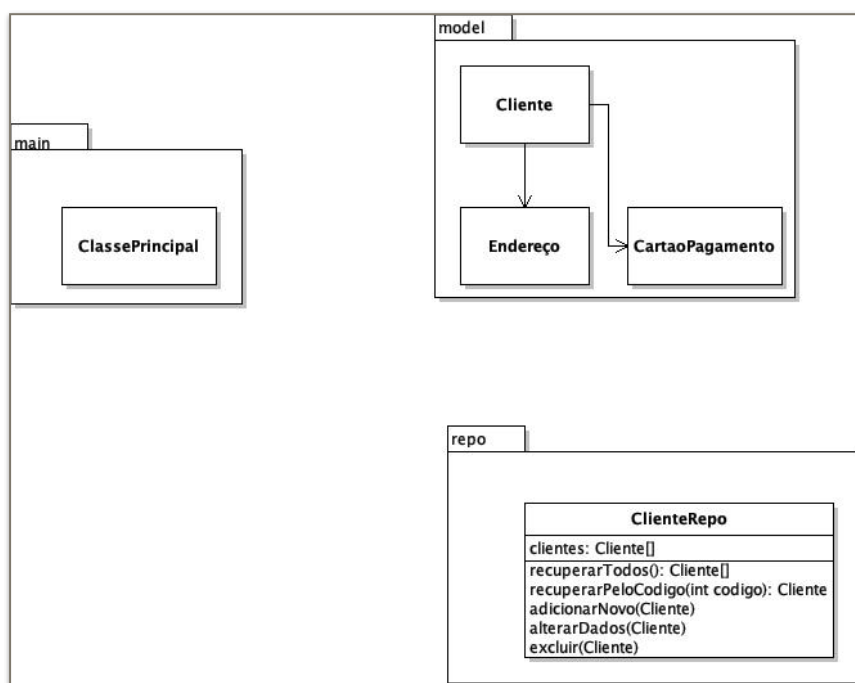 model
Cliente
main
ClassePrincipal
Endereço
CartaoPagamento
repo
ClienteRepo
clientes: Cliente[]
recuperarTodos(): Cliente[]
recuperarPeloCodigo(int codigo): Cliente
adicionarNovo(Cliente)
alterarDados(Cliente)
excluir(Cliente)